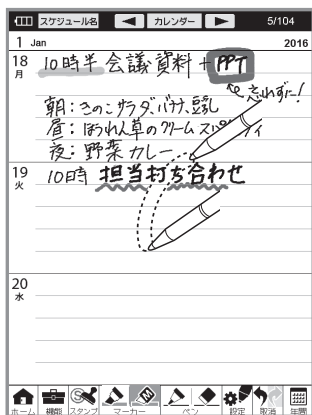 スケジュール名 ◀ カレンダー ▶ 5/104
1 Jan 2016
18 10時半 会議資料+PPT
月
忘れずに!
朝:きのこサラダ、バナナ、豆乳
昼:ほうれん草のクリームスパ
夜:野菜カレー
19 10時 担当打ち合わせ
火
20
水
ホーム 機能 スタンプ マーカー ペン 設定 取消 年間